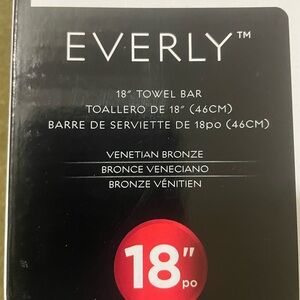 EVERLY™
18″ TOWEL BAR
TOALLERO DE 18″ (46CM)
BARRE DE SERVIETTE DE 18po (46CM)
VENETIAN BRONZE
BRONCE VENECIANO
BRONZE VÉNITIEN
18″ po